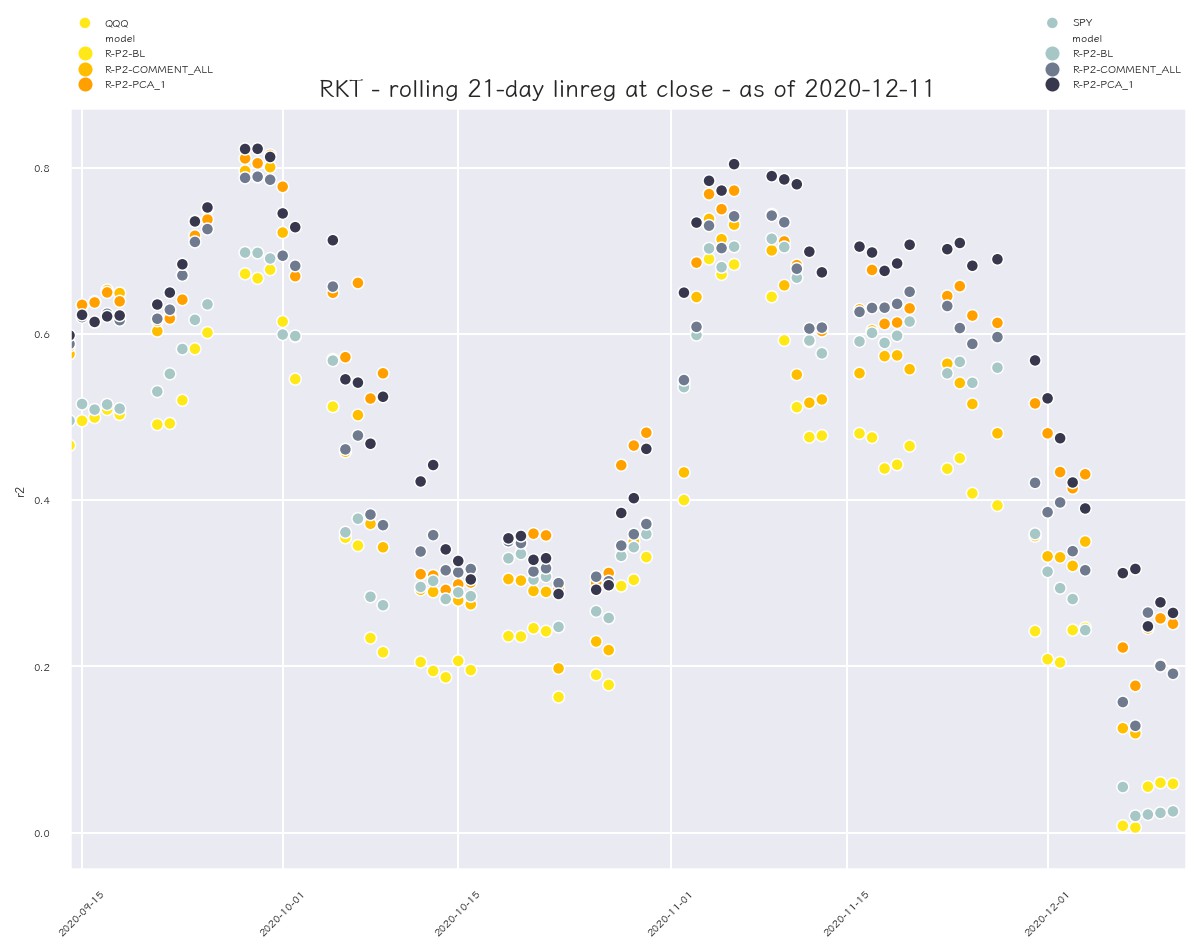 QQQ
model
R-P2-BL
R-P2-COMMENT_ALL
R-P2-PCA_1
SPY
model
R-P2-BL
R-P2-COMMENT_ALL
R-P2-PCA_1
RKT - rolling 21-day linreg at close - as of 2020-12-11
0.8
0.6
0.4
0.2
0.0
r2
2020-09-15
2020-10-01
2020-10-15
2020-11-01
2020-11-15
2020-12-01